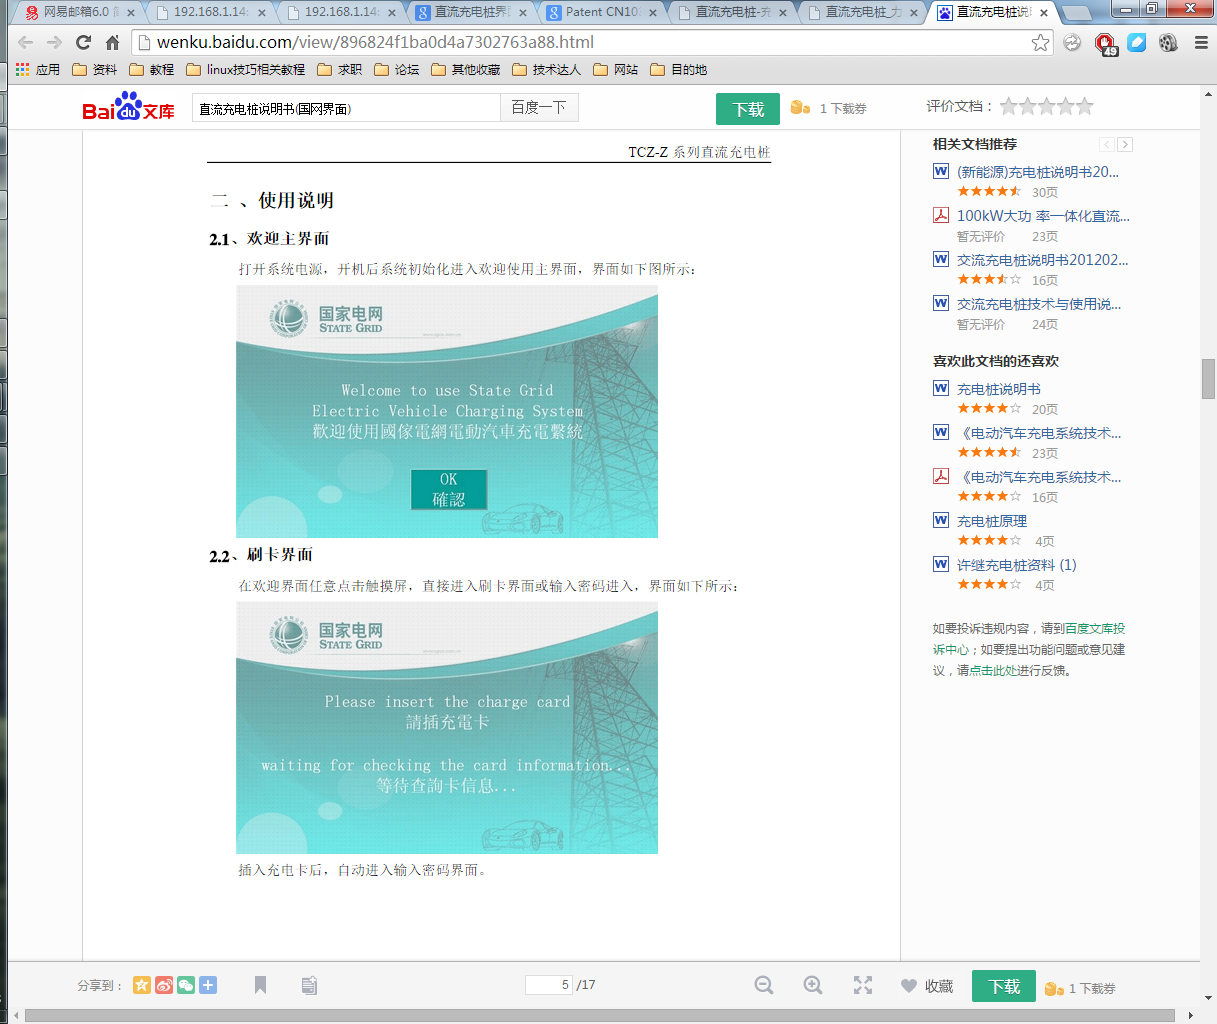 网易邮箱6.0 简
192.168.1.14:
192.168.1.14:
直流充电桩界
Patent CN10
直流充电桩-充
直流充电桩_力
直流充电桩说
wenku.baidu.com/view/896824f1ba0d4a7302763a88.html
49
应用 资料 教程 linux技巧相关教程 求职 论坛 其他收藏 技术达人 网站 目的地
Bai du 文库
直流充电桩说明书(国网界面)
百度一下
下载
1 下载券
评价文档：
TCZ-Z 系列直流充电桩
二 、使用说明
2.1、欢迎主界面
打开系统电源，开机后系统初始化进入欢迎使用主界面，界面如下图所示：
国家电网
STATE GRID
Welcome to use State Grid
Electric Vehicle Charging System
歡迎使用國傢電網電動汽車充電繫統
OK
確認
2.2、刷卡界面
在欢迎界面任意点击触摸屏，直接进入刷卡界面或输入密码进入，界面如下所示：
国家电网
STATE GRID
Please insert the charge card
請插充電卡
waiting for checking the card information...
等待查詢卡信息...
插入充电卡后，自动进入输入密码界面。
相关文档推荐
(新能源)充电桩说明书20...
30页
100kW大功 率一体化直流...
暂无评价 23页
交流充电桩说明书201202...
16页
交流充电桩技术与使用说...
暂无评价 24页
喜欢此文档的还喜欢
充电桩说明书
20页
《电动汽车充电系统技术...
23页
《电动汽车充电系统技术...
16页
充电桩原理
4页
许继充电桩资料 (1)
4页
如要投诉违规内容，请到百度文库投
诉中心；如要提出功能问题或意见建
议，请点击此处进行反馈。
分享到：
5 /17
收藏
下载
1 下载券